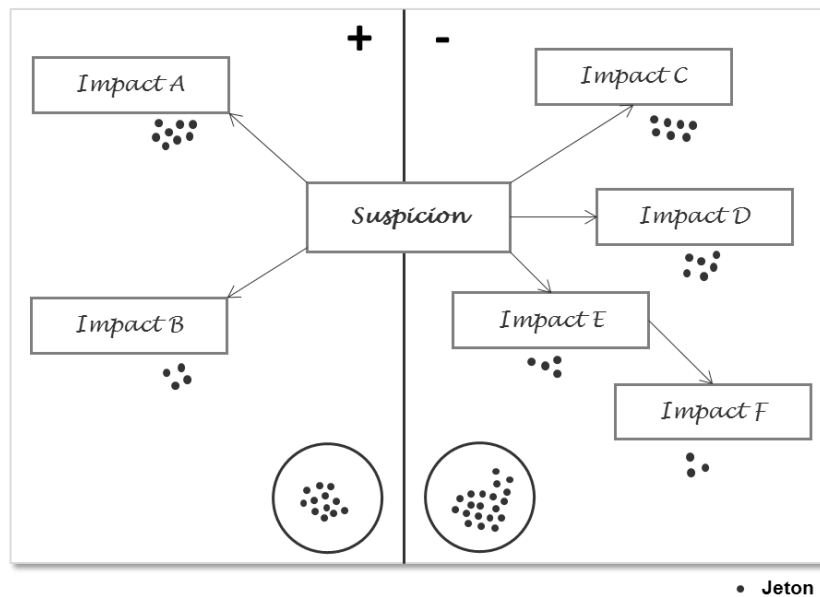 + -
Impact A
Impact C
Suspicion
Impact D
Impact B
Impact E
Impact F
Jeton